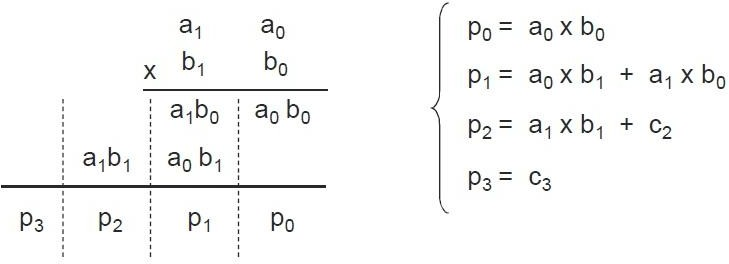 a₁ a₀
x b₁ b₀
a₁b₀ a₀ b₀
a₁b₁ a₀ b₁
p₃ p₂ p₁ p₀
p₀ = a₀ x b₀
p₁ = a₀ x b₁ + a₁ x b₀
p₂ = a₁ x b₁ + c₂
p₃ = c₃